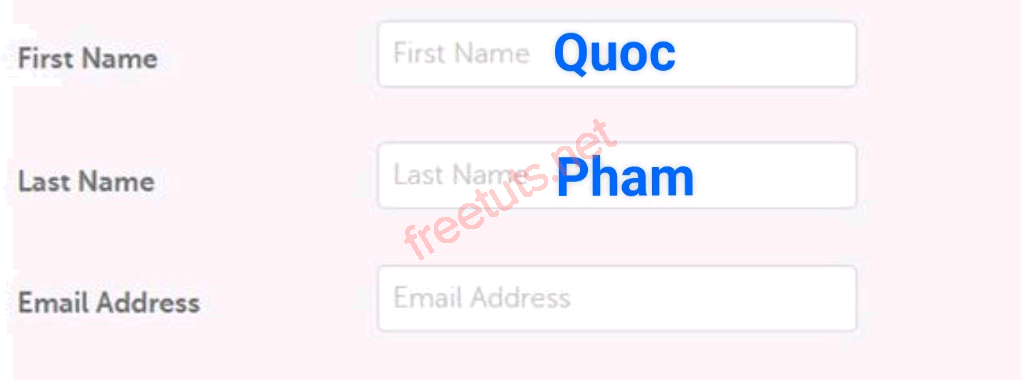 First Name First Name Quoc
Last Name Last Name Pham
freetuts.net
Email Address Email Address